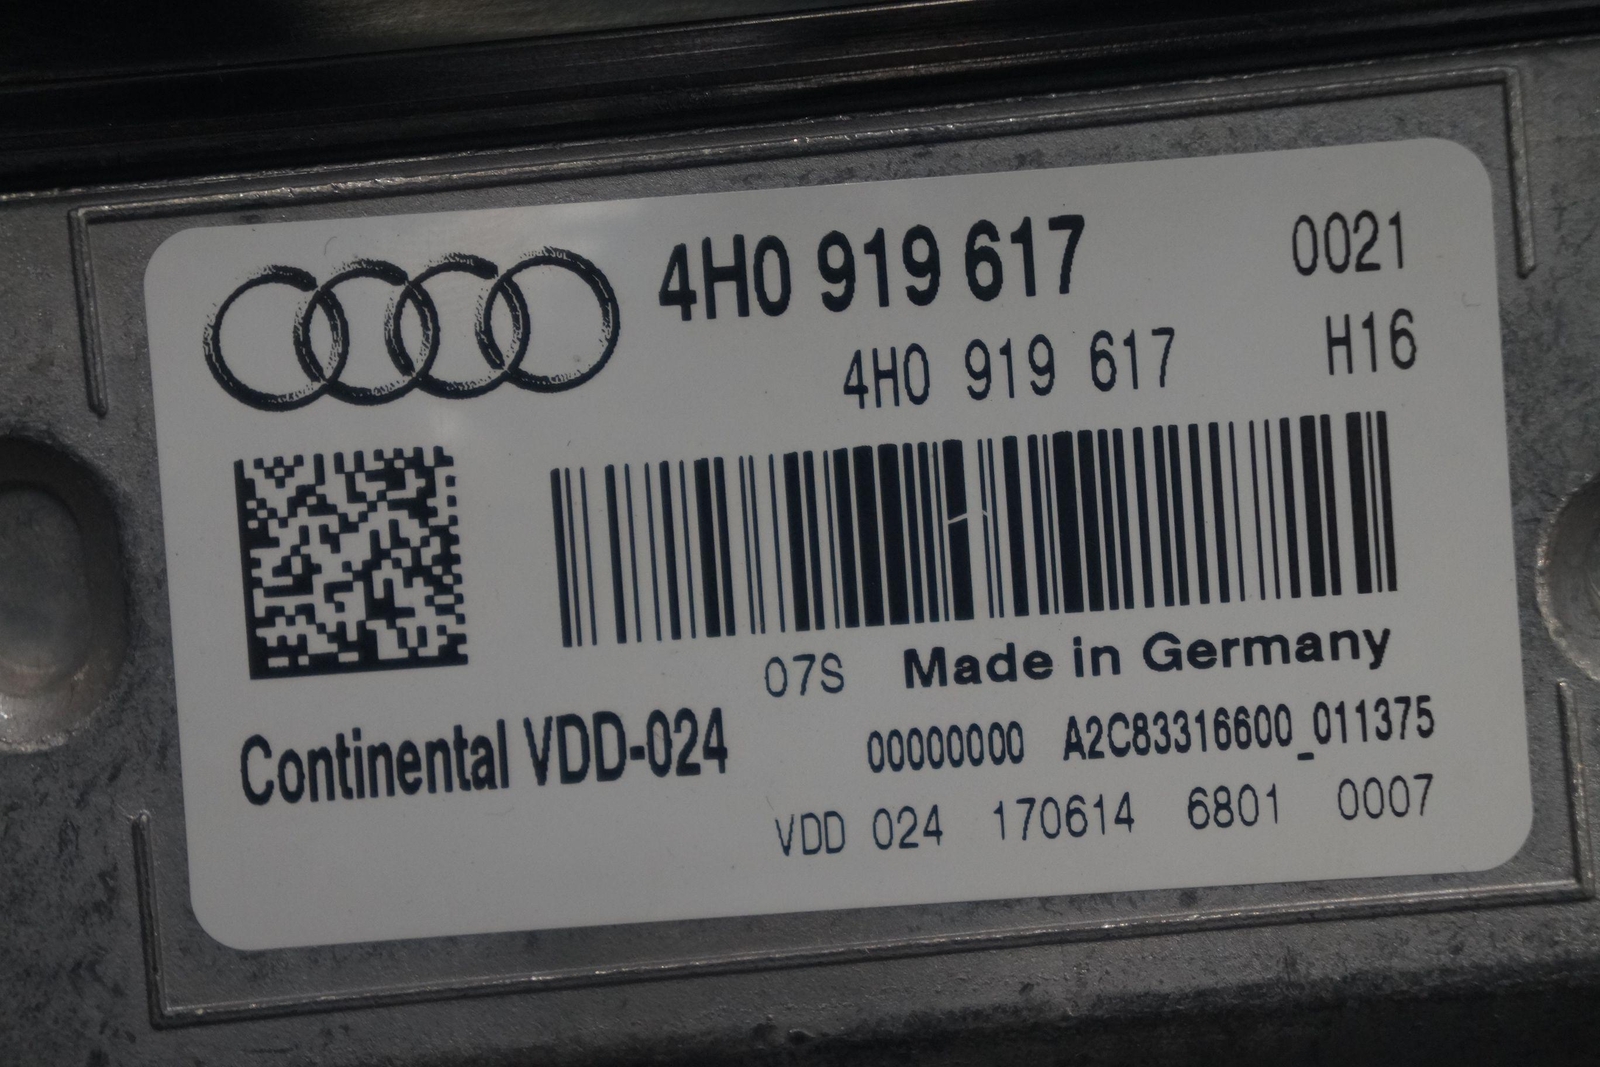 4H0 919 617 0021
4H0 919 617 H16
07S Made in Germany
Continental VDD-024
00000000 A2C83316600_011375
VDD 024 170614 6801 0007